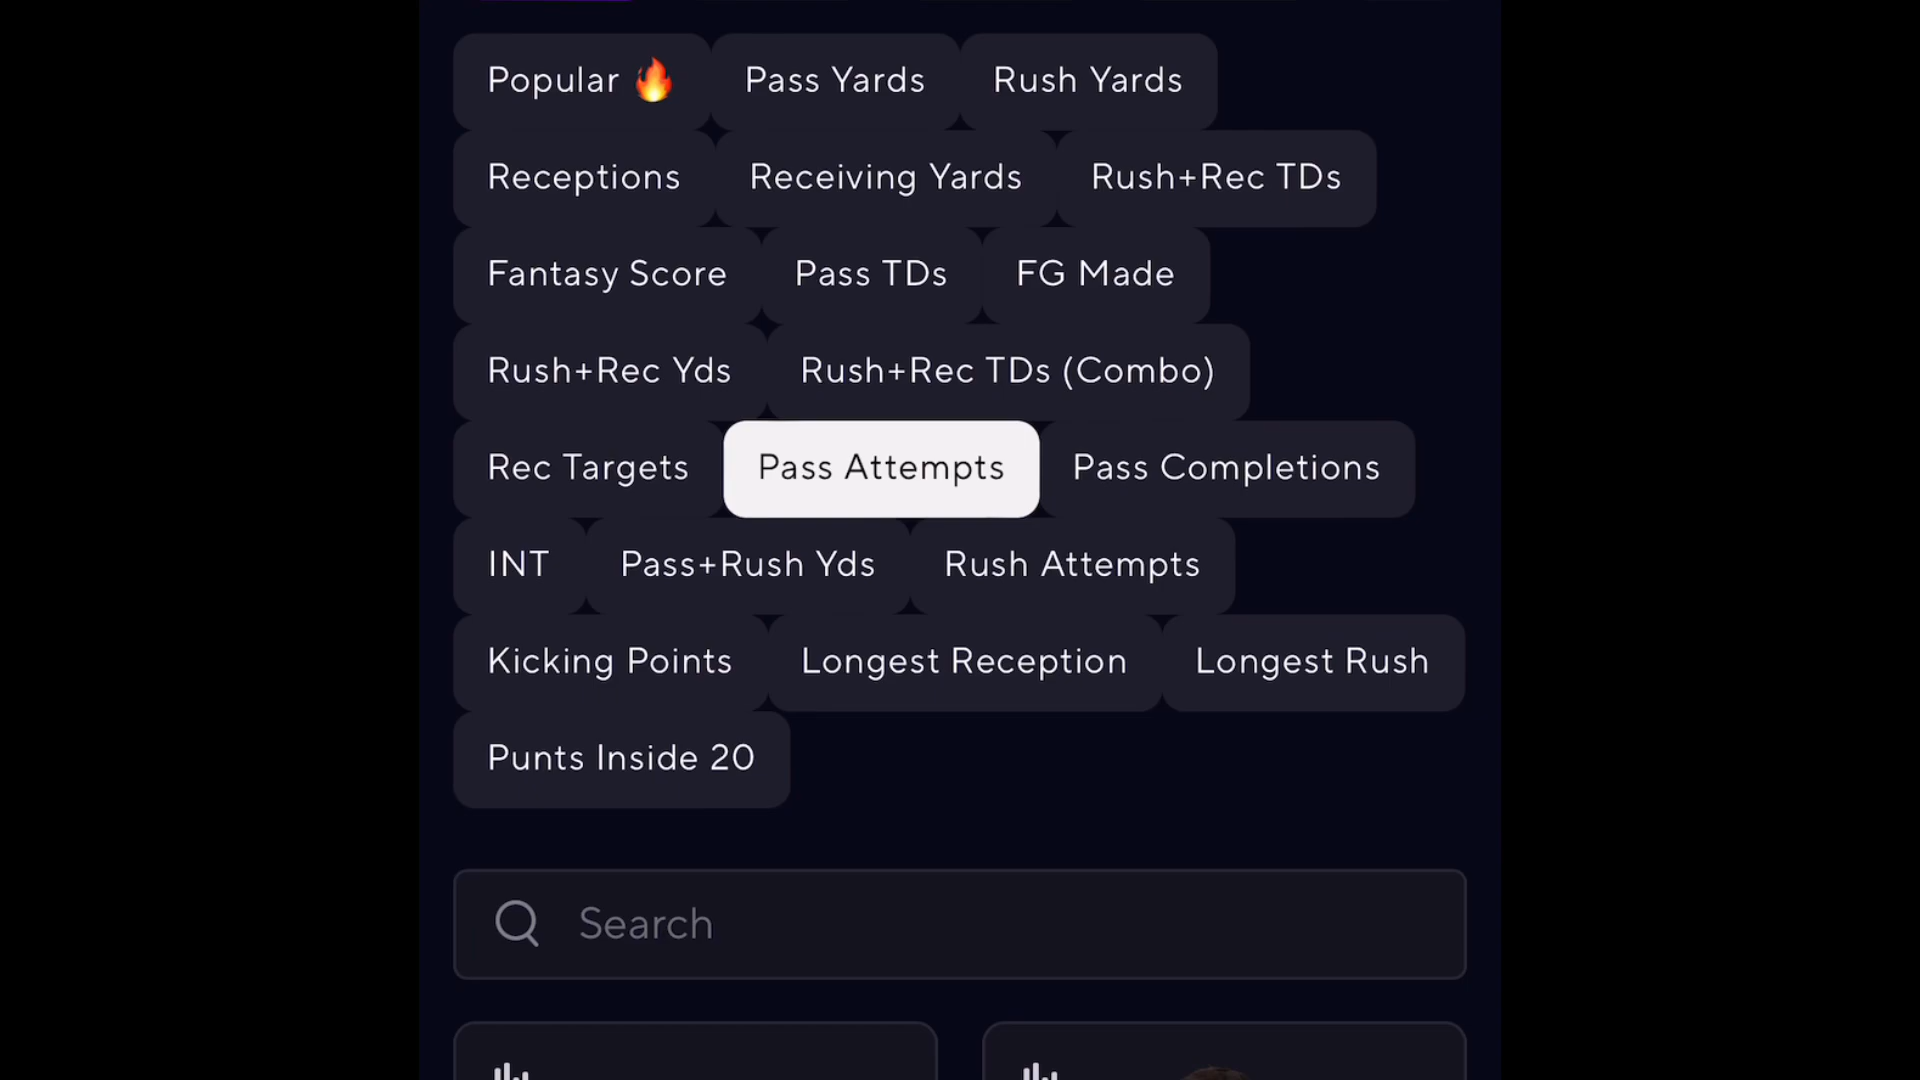 Popular 🔥 Pass Yards Rush Yards
Receptions Receiving Yards Rush+Rec TDs
Fantasy Score Pass TDs FG Made
Rush+Rec Yds Rush+Rec TDs (Combo)
Rec Targets Pass Attempts Pass Completions
INT Pass+Rush Yds Rush Attempts
Kicking Points Longest Reception Longest Rush
Punts Inside 20
Search